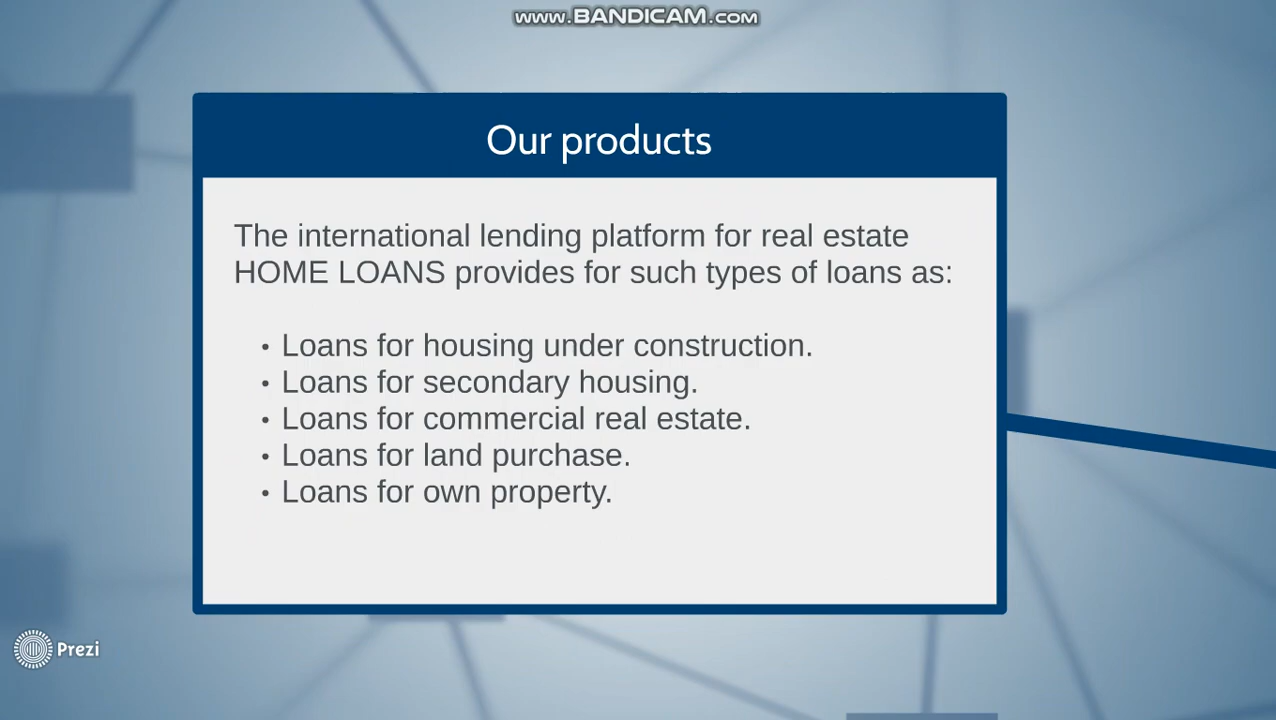 www.BANDICAM.com
Our products
The international lending platform for real estate
HOME LOANS provides for such types of loans as:
• Loans for housing under construction.
• Loans for secondary housing.
• Loans for commercial real estate.
• Loans for land purchase.
• Loans for own property.
Prezi